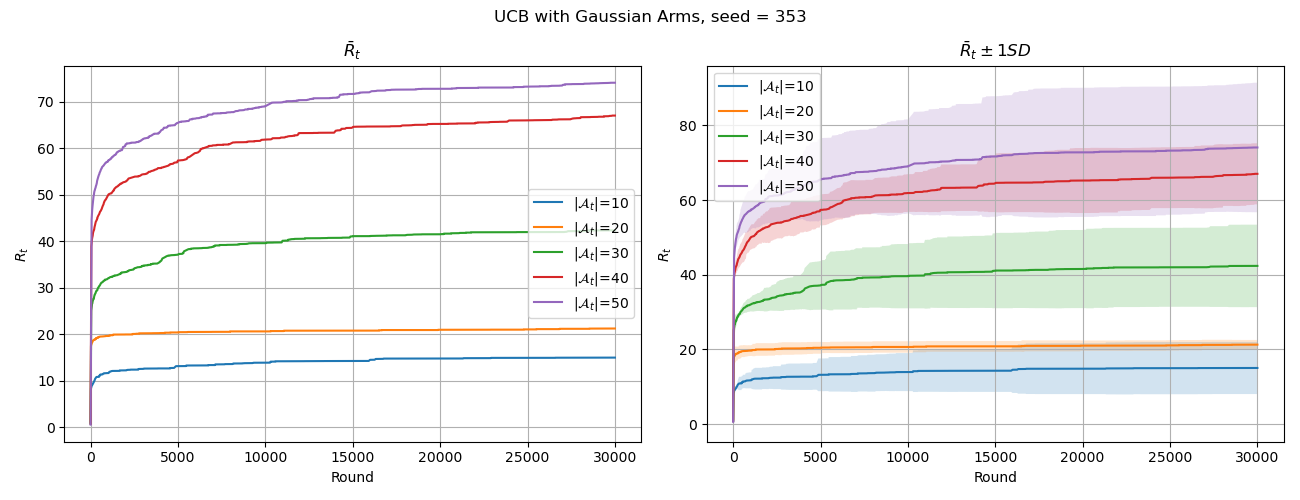 UCB with Gaussian Arms, seed = 353
R̄ₜ
70
60
50
40
30
20
10
0
Rₜ
|𝒜ₜ|=10
|𝒜ₜ|=20
|𝒜ₜ|=30
|𝒜ₜ|=40
|𝒜ₜ|=50
0 5000 10000 15000 20000 25000 30000
Round
R̄ₜ ± 1SD
80
60
40
20
0
Rₜ
|𝒜ₜ|=10
|𝒜ₜ|=20
|𝒜ₜ|=30
|𝒜ₜ|=40
|𝒜ₜ|=50
0 5000 10000 15000 20000 25000 30000
Round